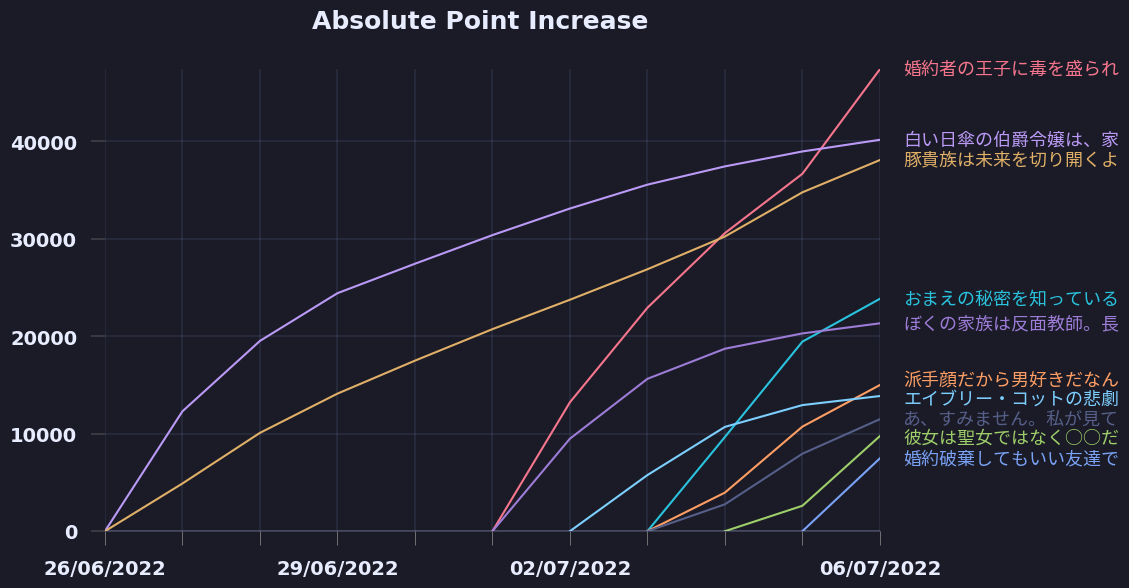 Absolute Point Increase
婚約者の王子に毒を盛られ
40000
白い日傘の伯爵令嬢は、家
豚貴族は未来を切り開くよ
30000
おまえの秘密を知っている
20000
ぼくの家族は反面教師。長
派手顔だから男好きだなん
エイブリー・コットの悲劇
あ、すみません。私が見て
10000
彼女は聖女ではなく○○だ
婚約破棄してもいい友達で
0
26/06/2022
29/06/2022
02/07/2022
06/07/2022